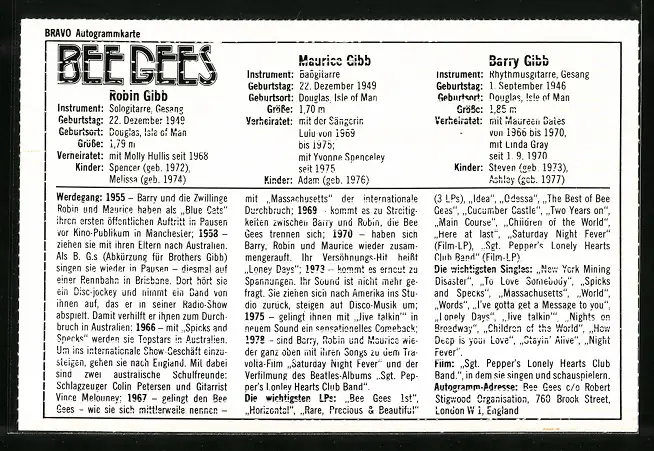 BRAVO Autogrammkarte
BEE GEES
Robin Gibb
Instrument: Sologitarre, Gesang
Geburtstag: 22. Dezember 1949
Geburtsort: Douglas, Isle of Man
Größe: 1,79 m
Verheiratet: mit Molly Hullis seit 1968
Kinder: Spencer (geb. 1972),
Melissa (geb. 1974)
Maurice Gibb
Instrument: Baßgitarre
Geburtstag: 22. Dezember 1949
Geburtsort: Douglas, Isle of Man
Größe: 1,70 m
Verheiratet: mit der Sängerin
Lulu von 1969
bis 1975;
mit Yvonne Spenceley
seit 1975
Kinder: Adam (geb. 1976)
Barry Gibb
Instrument: Rhythmusgitarre, Gesang
Geburtstag: 1. September 1946
Geburtsort: Douglas, Isle of Man
Größe: 1,85 m
Verheiratet: mit Maureen Bates
von 1966 bis 1970,
mit Linda Gray
seit 1. 9. 1970
Kinder: Steven (geb. 1973),
Ashley (geb. 1977)
Werdegang: 1955 – Barry und die Zwillinge
Robin und Maurice haben als „Blue Cats"
ihren ersten öffentlichen Auftritt in Pausen
vor Kino-Publikum in Manchester; 1958 –
ziehen sie mit ihren Eltern nach Australien.
Als B. G.s (Abkürzung für Brothers Gibb)
singen sie wieder in Pausen – diesmal auf
einer Rennbahn in Brisbane. Dort hört sie
ein Disc-jockey und nimmt ein Band von
ihnen auf, das er in seiner Radio-Show
abspielt. Damit verhilft er ihnen zum Durch-
bruch in Australien; 1966 – mit „Spicks and
Specks" werden sie Topstars in Australien.
Um ins internationale Show-Geschäft einzu-
steigen, gehen sie nach England. Mit dabei
sind zwei australische Schulfreunde:
Schlagzeuger Colin Petersen und Gitarrist
Vince Melouney; 1967 – gelingt den Bee
Gees – wie sie sich mittlerweile nennen –
mit „Massachusetts" der internationale
Durchbruch; 1969 - kommt es zu Streitig-
keiten zwischen Barry und Robin, die Bee
Gees trennen sich; 1970 – haben sich
Barry, Robin und Maurice wieder zusam-
mengerauft. Ihr Versöhnungs-Hit heißt
„Loney Days"; 1973 – kommt es erneut zu
Spannungen. Ihr Sound ist nicht mehr ge-
fragt. Sie ziehen sich nach Amerika ins Stu-
dio zurück, steigen auf Disco-Musik um;
1975 – gelingt ihnen mit „live talkin'" in
neuem Sound ein sensationelles Comeback;
1978 – sind Barry, Robin und Maurice wie-
der ganz oben mit ihren Songs zu dem Tra-
volta-Film „Saturday Night Fever" und der
Verfilmung des Beatles-Albums „Sgt. Pep-
per's Lonley Hearts Club Band".
Die wichtigsten LPs: „Bee Gees 1st",
„Horizontal", „Rare, Precious & Beautiful"
(3 LPs), „Idea", „Odessa", „The Best of Bee
Gees", „Cucumber Castle", „Two Years on",
„Main Course", „Children of the World",
„Here at last", „Saturday Night Fever"
(Film-LP), „Sgt. Pepper's Lonely Hearts
Club Band" (Film-LP)
Die wichtigsten Singles: „New York Mining
Disaster", „To Love Somebody", „Spicks
and Specks", „Massachusetts", „World",
„Words", „I've gotta get a Message to you",
„Lonely Days", „live talkin'", „Nights on
Broadway", „Children of the World", „How
Deep is your Love", „Stayin' Alive", „Night
Fever".
Film: „Sgt. Pepper's Lonely Hearts Club
Band.", in dem sie singen und schauspielern.
Autogramm-Adresse: Bee Gees c/o Robert
Stigwood Organisation, 760 Brook Street,
London W 1, England